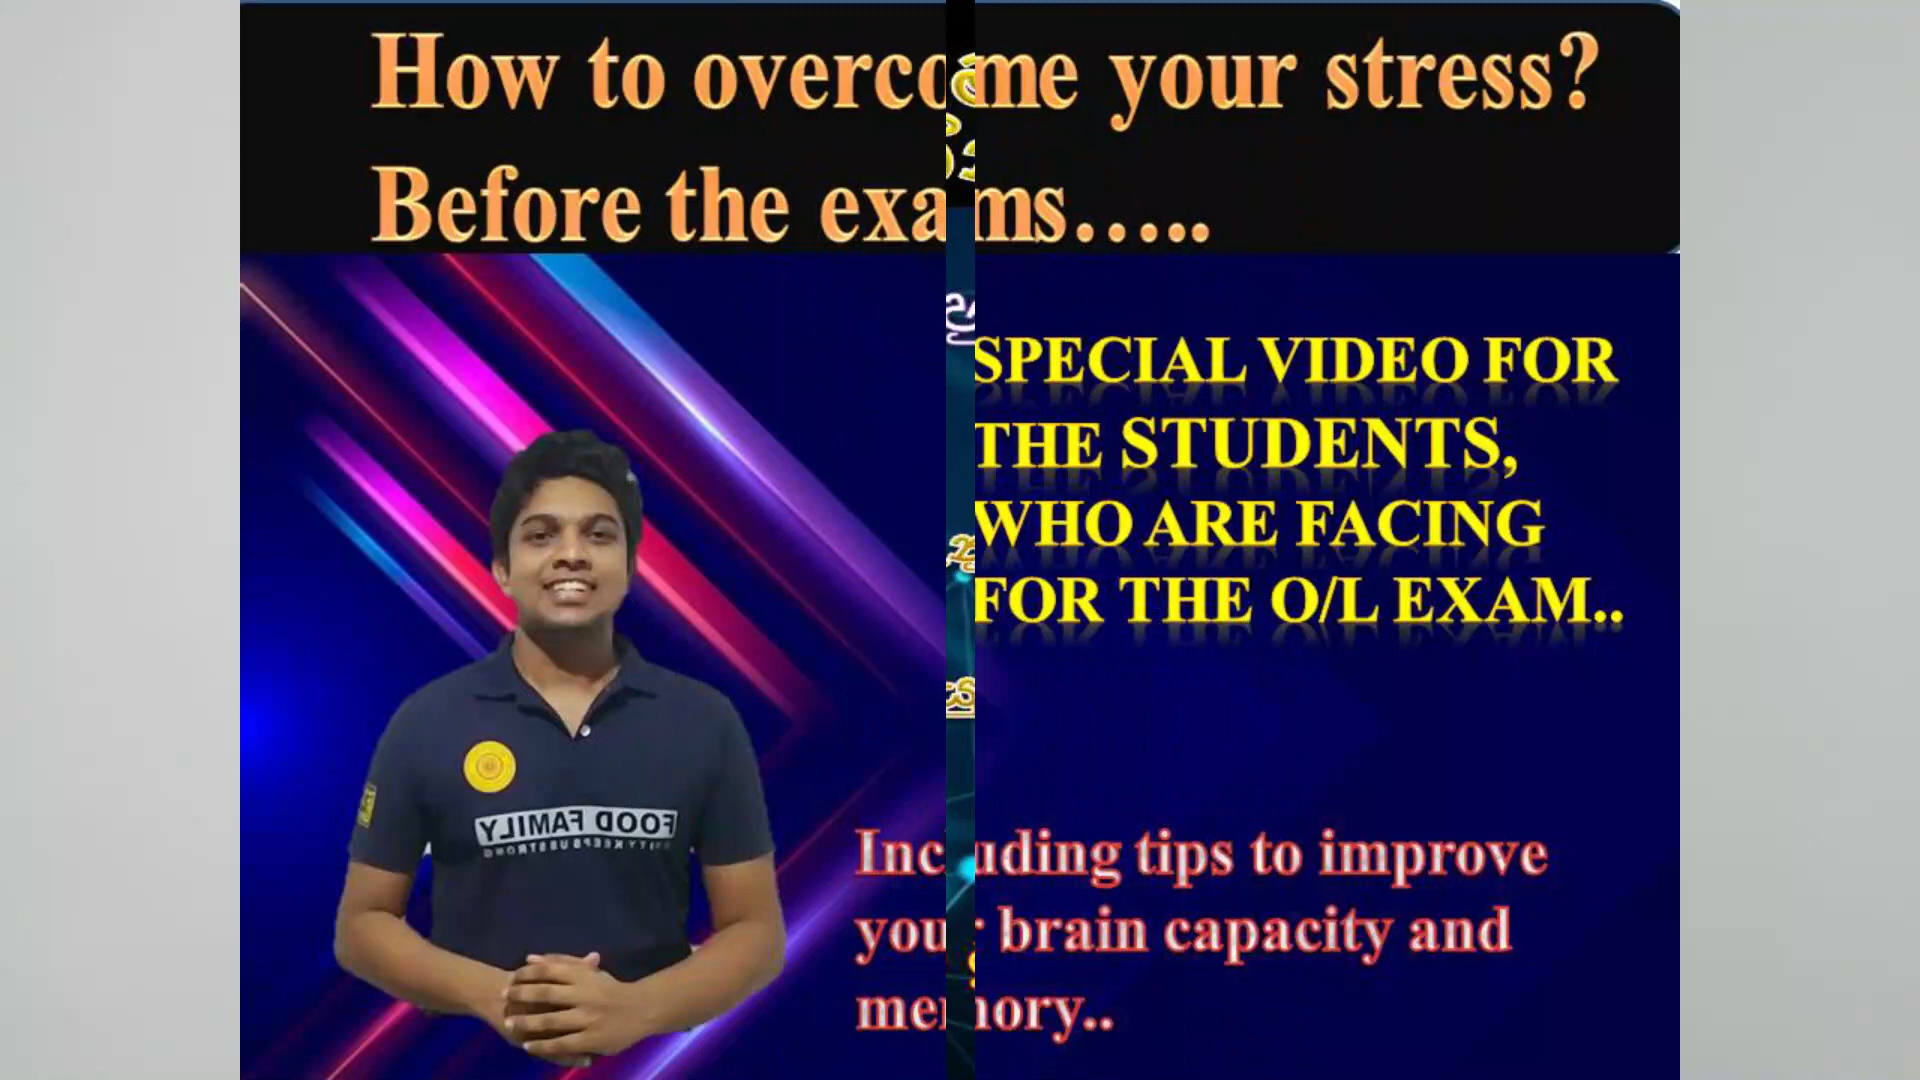 How to overcome your stress?
Before the exams.....
SPECIAL VIDEO FOR
THE STUDENTS,
WHO ARE FACING
FOR THE O/L EXAM..
FOOD FAMILY
Including tips to improve
your brain capacity and
memory..